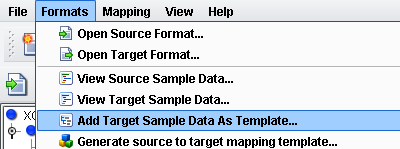 File Formats Mapping View Help
Open Source Format...
Open Target Format...
View Source Sample Data...
View Target Sample Data...
Add Target Sample Data As Template...
Generate source to target mapping template...